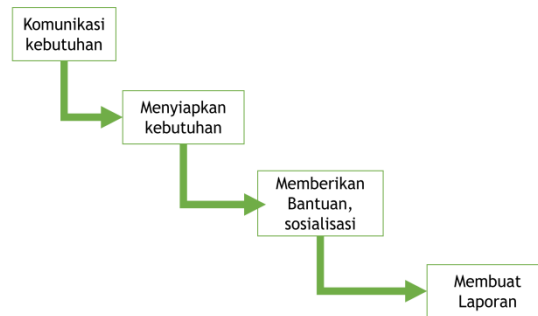 Komunikasi
kebutuhan
Menyiapkan
kebutuhan
Memberikan
Bantuan,
sosialisasi
Membuat
Laporan